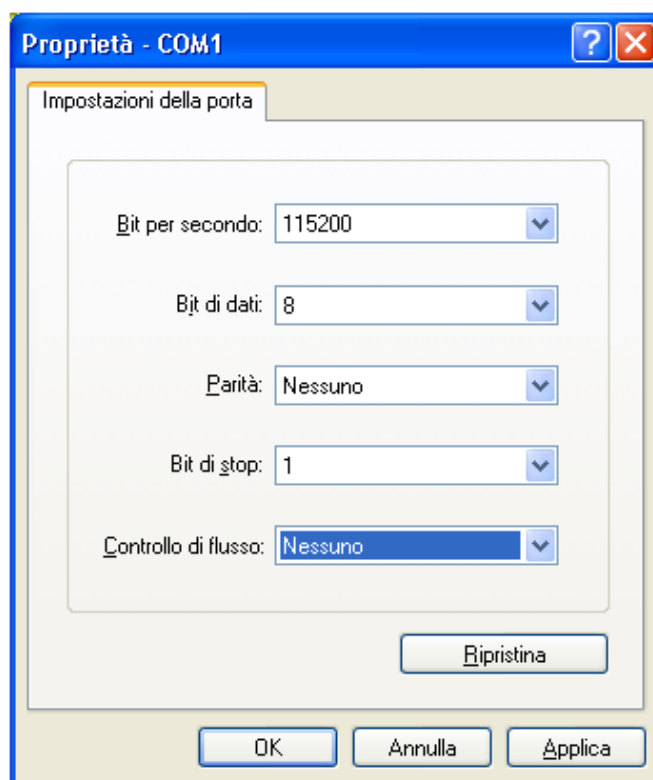 Proprietà - COM1
Impostazioni della porta
Bit per secondo: 115200
Bit di dati: 8
Parità: Nessuno
Bit di stop: 1
Controllo di flusso: Nessuno
Ripristina
OK Annulla Applica